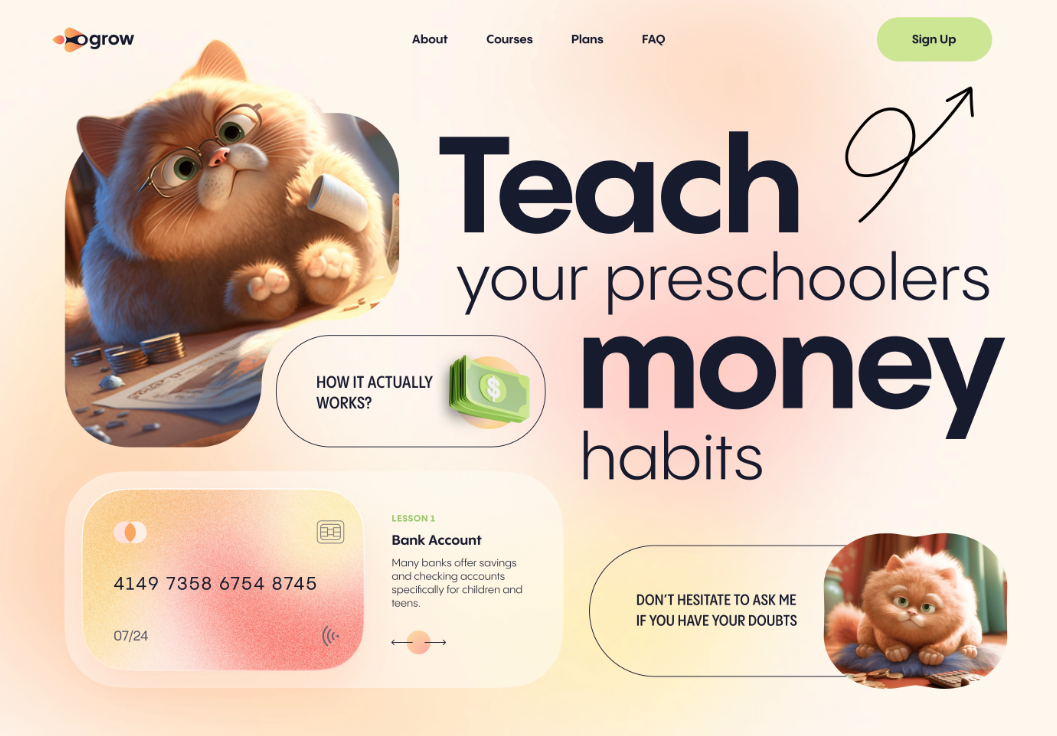 grow
About
Courses
Plans
FAQ
Sign Up
Teach
your preschoolers
money
habits
HOW IT ACTUALLY
WORKS?
$
4149 7358 6754 8745
07/24
LESSON 1
Bank Account
Many banks offer savings
and checking accounts
specifically for children and
teens.
DON'T HESITATE TO ASK ME
IF YOU HAVE YOUR DOUBTS